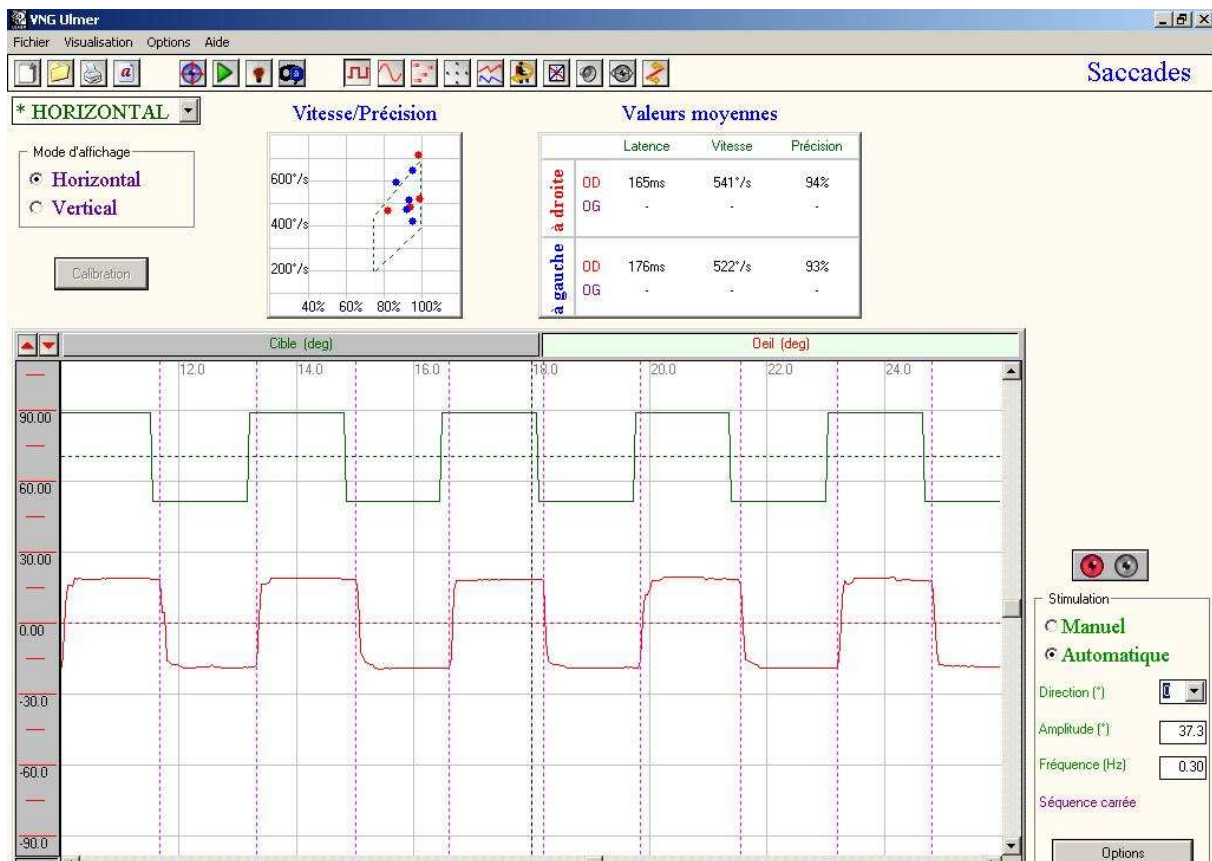 VNG Ulmer
Fichier Visualisation Options Aide
a
Saccades
* HORIZONTAL
Vitesse/Précision
Valeurs moyennes
Mode d'affichage
Horizontal
Vertical
Calibration
600°/s
400°/s
200°/s
40% 60% 80% 100%
Latence Vitesse Précision
à droite
OD 165ms 541°/s 94%
OG - - -
à gauche
OD 176ms 522°/s 93%
OG - - -
Cible (deg) Oeil (deg)
12.0 14.0 16.0 18.0 20.0 22.0 24.0
90.00
60.00
30.00
0.00
-30.0
-60.0
-90.0
Stimulation
Manuel
Automatique
Direction (°) 0
Amplitude (°) 37.3
Fréquence (Hz) 0.30
Séquence carrée
Options